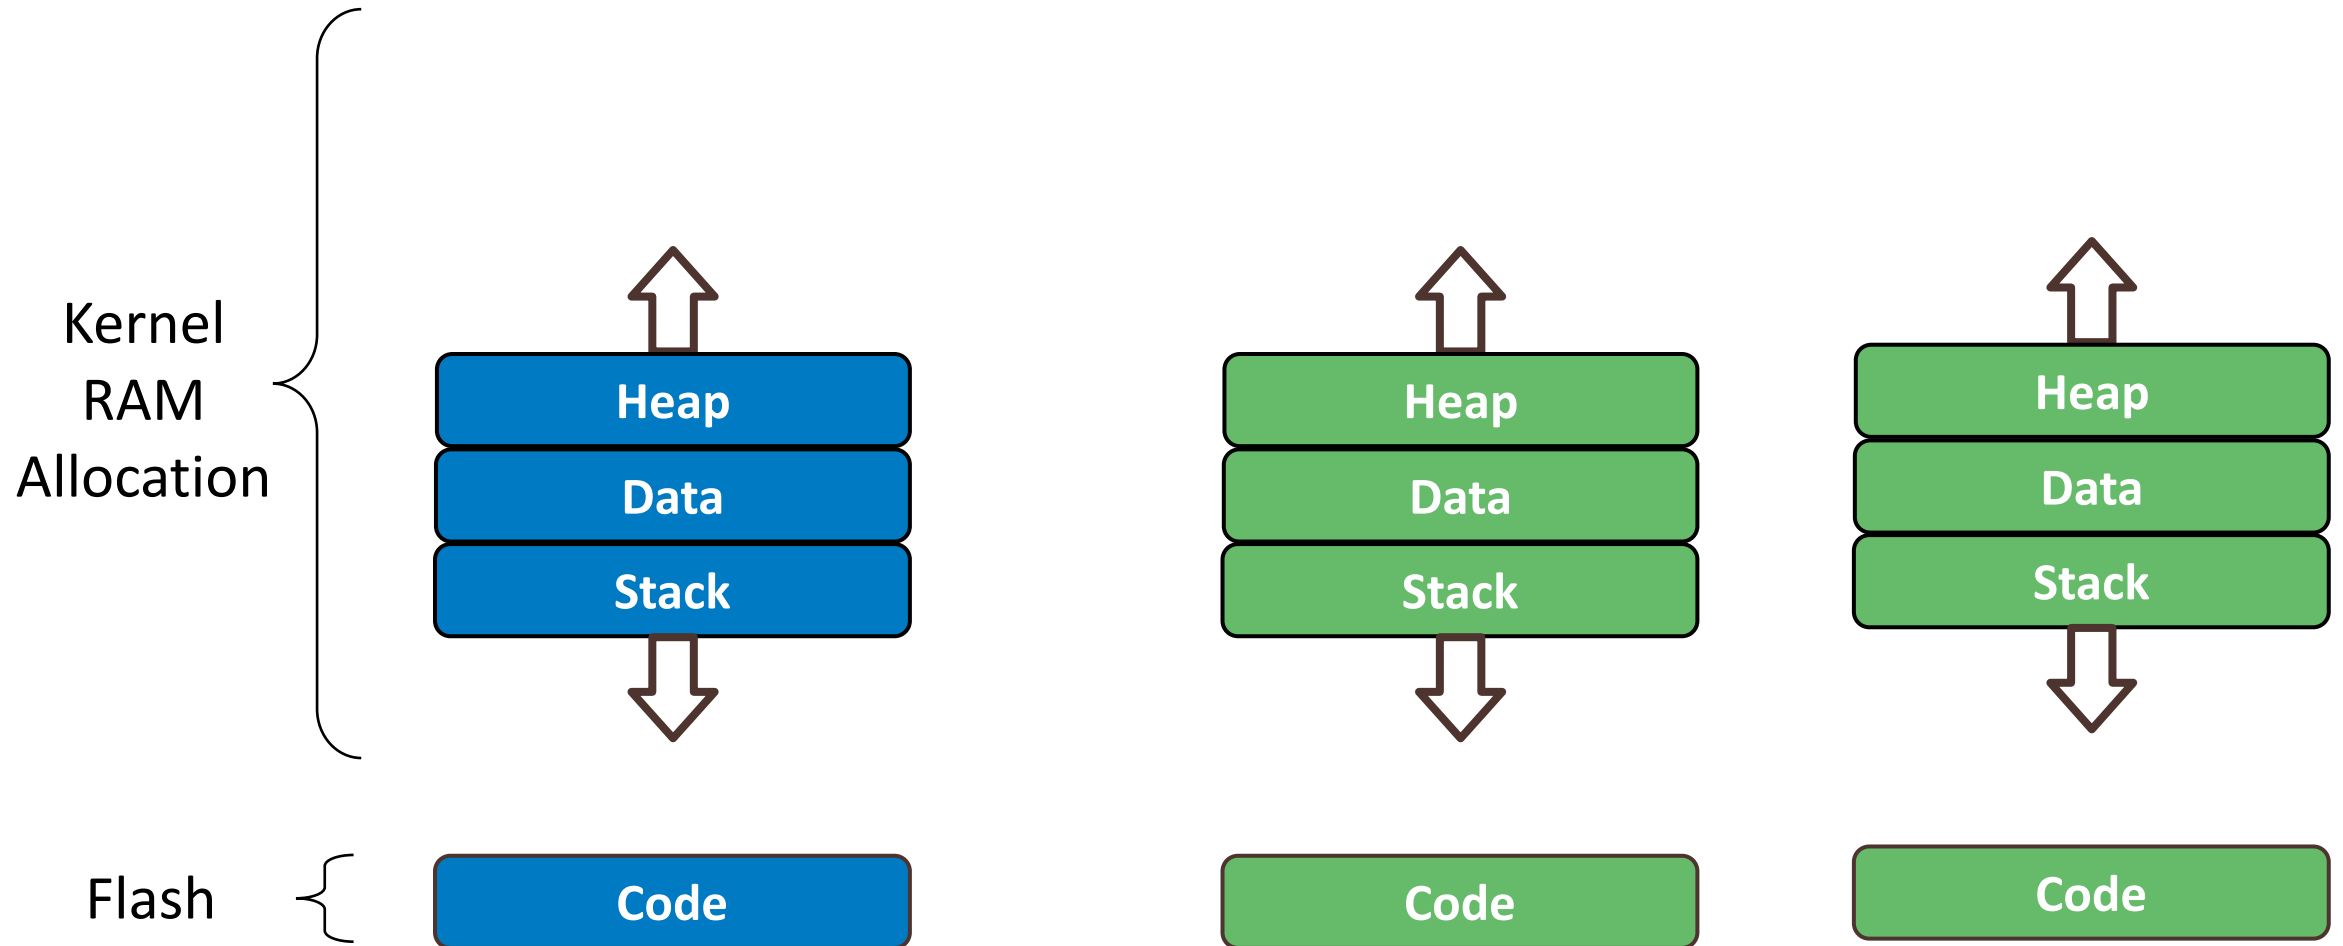 Kernel
RAM
Allocation
Heap
Data
Stack
Heap
Data
Stack
Heap
Data
Stack
Flash
Code
Code
Code